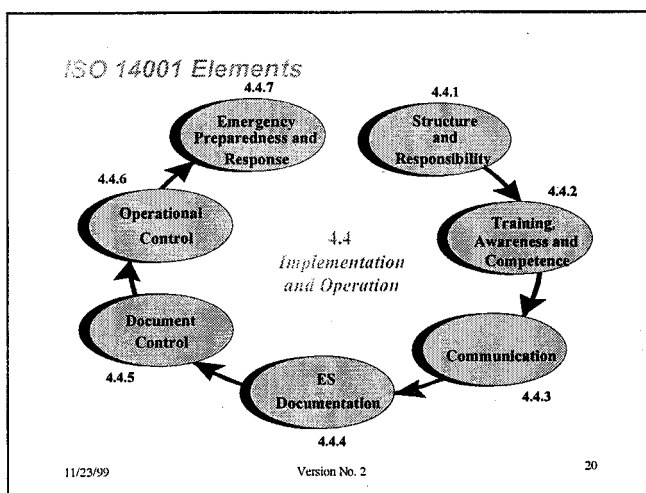 ISO 14001 Elements
4.4.7
Emergency
Preparedness and
Response
4.4.1
Structure
and
Responsibility
4.4.6
Operational
Control
4.4.2
Training,
Awareness and
Competence
4.4
Implementation
and Operation
Document
Control
4.4.5
Communication
4.4.3
ES
Documentation
4.4.4
11/23/99
Version No. 2
20